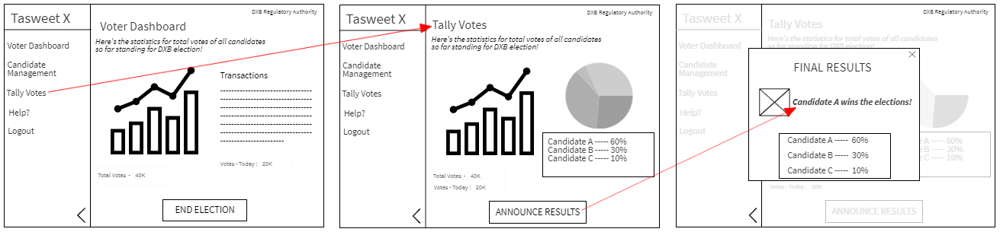 Tasweet X
DXB Regulatory Authority
Voter Dashboard
Here's the statistics for total votes of all candidates
so far standing for DXB election!
Voter Dashboard
Candidate
Management
Tally Votes
Help?
Logout
Transactions
Votes - Today : 20K
Total Votes - 40K
END ELECTION
Tasweet X
DXB Regulatory Authority
Tally Votes
Here's the statistics for total votes of all candidates
so far standing for DXB election!
Voter Dashboard
Candidate
Management
Tally Votes
Help?
Logout
Candidate A ----- 60%
Candidate B ----- 30%
Candidate C ----- 10%
Total Votes - 40K
Votes - Today : 20K
ANNOUNCE RESULTS
Tasweet X
DXB Regulatory Authority
Tally Votes
Here's the statistics for total votes of all candidates
so far standing for DXB election!
Voter Dashboard
Candidate
Management
Tally Votes
Help?
Logout
FINAL RESULTS
Candidate A wins the elections!
Candidate A ----- 60%
Candidate B ----- 30%
Candidate C ----- 10%
A ----- 60%
----- 30%
----- 10%
Votes - Today : 20K
ANNOUNCE RESULTS